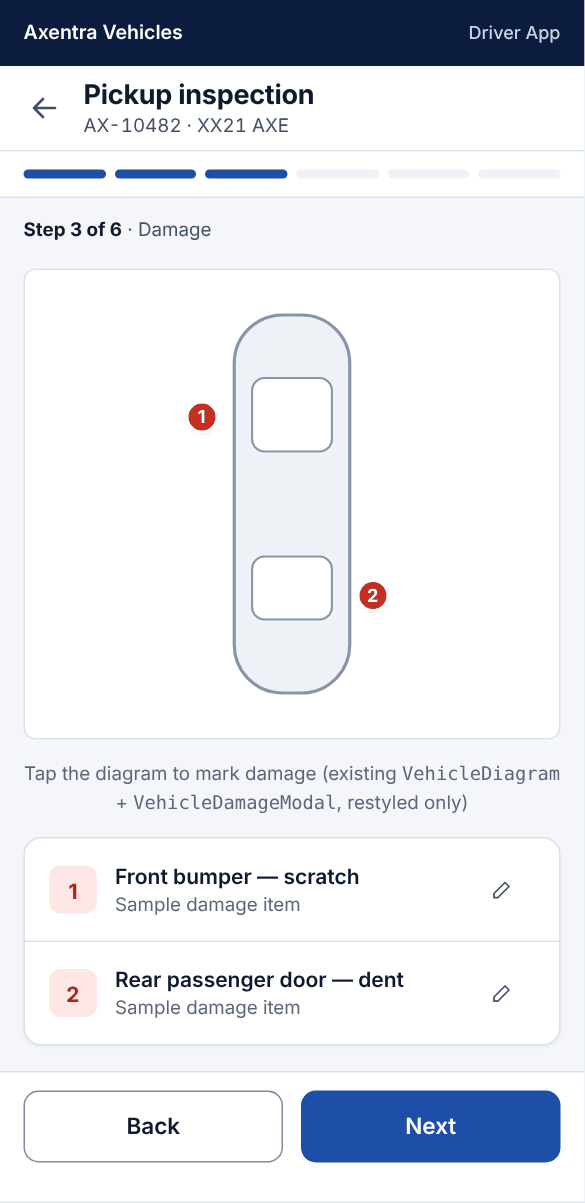 Axentra Vehicles
Driver App
Pickup inspection
AX-10482 · XX21 AXE
Step 3 of 6 · Damage
1
2
Tap the diagram to mark damage (existing VehicleDiagram
+ VehicleDamageModal, restyled only)
1
Front bumper — scratch
Sample damage item
2
Rear passenger door — dent
Sample damage item
Back
Next